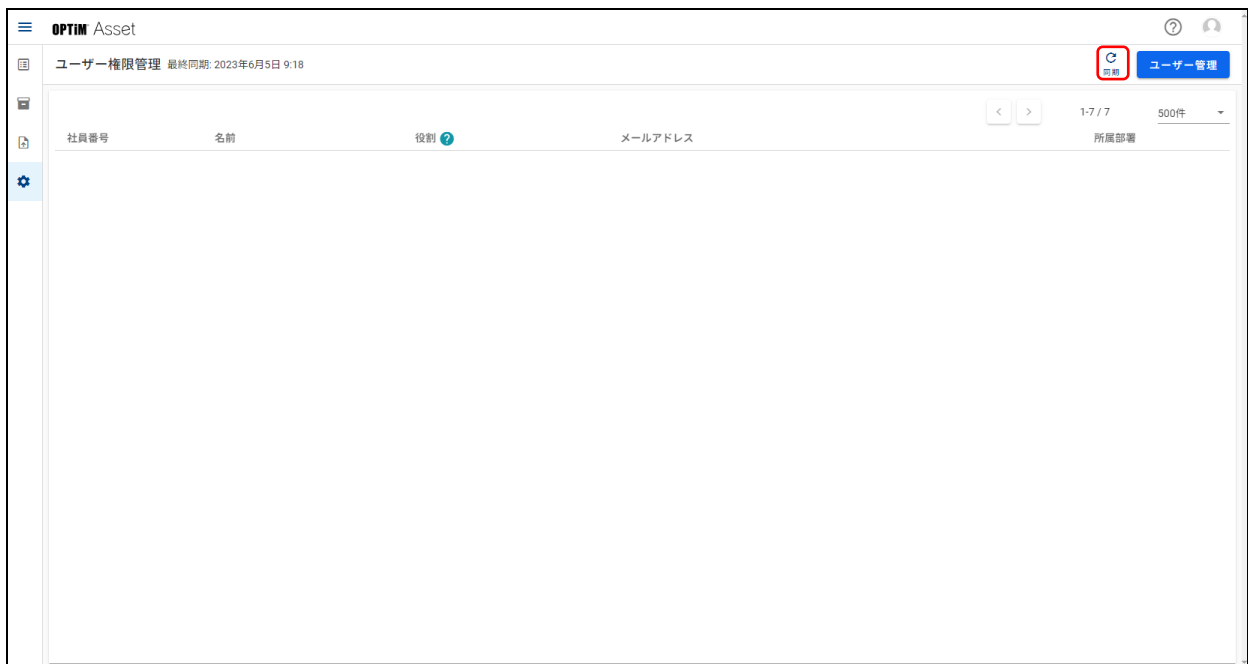 OPTiM Asset
ユーザー権限管理 最終同期: 2023年6月5日 9:18
同期
ユーザー管理
1-7 / 7
500件
社員番号 名前 役割 メールアドレス 所属部署